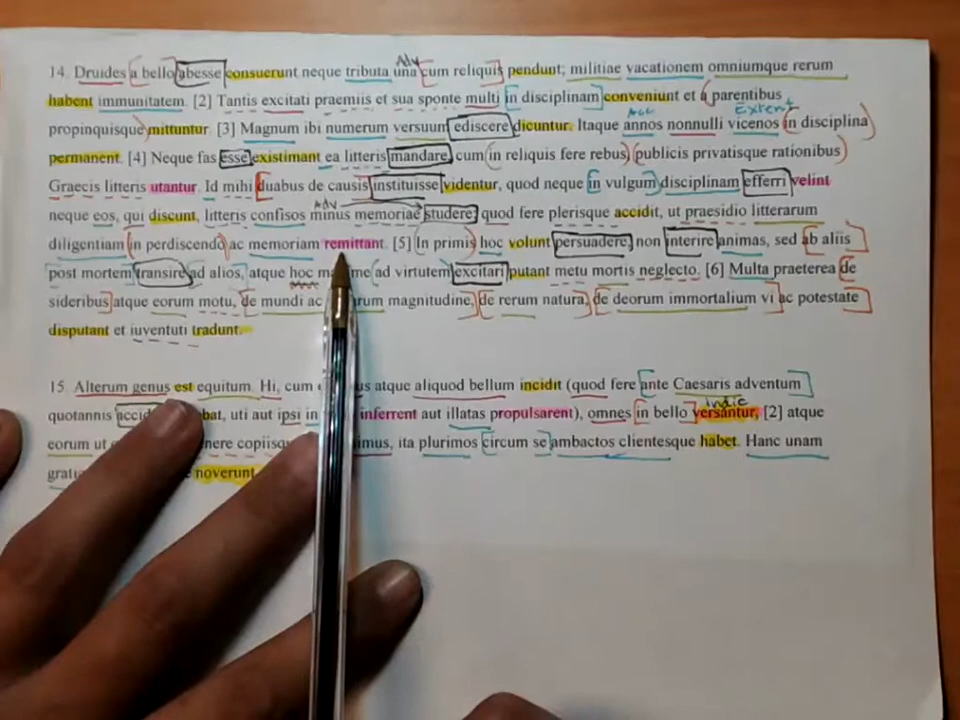 Adv
14. Druides a bello abesse consuerunt neque tributa una cum reliquis pendunt; militiae vacationem omniumque rerum
habent immunitatem. [2] Tantis excitati praemiis et sua sponte multi in disciplinam conveniunt et a parentibus
Acc Extent
propinquisque mittuntur. [3] Magnum ibi numerum versuum ediscere dicuntur. Itaque annos nonnulli vicenos in disciplina
permanent. [4] Neque fas esse existimant ea litteris mandare, cum in reliquis fere rebus, publicis privatisque rationibus
Graecis litteris utantur. Id mihi duabus de causis instituisse videntur, quod neque in vulgum disciplinam efferri velint
Adv
neque eos, qui discunt, litteris confisos minus memoriae studere: quod fere plerisque accidit, ut praesidio litterarum
diligentiam in perdiscendo ac memoriam remittant. [5] In primis hoc volunt persuadere, non interire animas, sed ab aliis
post mortem transire ad alios, atque hoc ad virtutem excitari putant metu mortis neglecto. [6] Multa praeterea de
sideribus atque eorum motu, de mundi ac magnitudine, de rerum natura, de deorum immortalium vi ac potestate
disputant et iuventuti tradunt.
15. Alterum genus est equitum. Hi, cum atque aliquod bellum incidit (quod fere ante Caesaris adventum
indic
quotannis uti aut ipsi in inferrent aut illatas propulsarent), omnes in bello versantur, [2] atque
eorum ut copiisque ita plurimos circum se ambactos clientesque habet. Hanc unam
noverunt